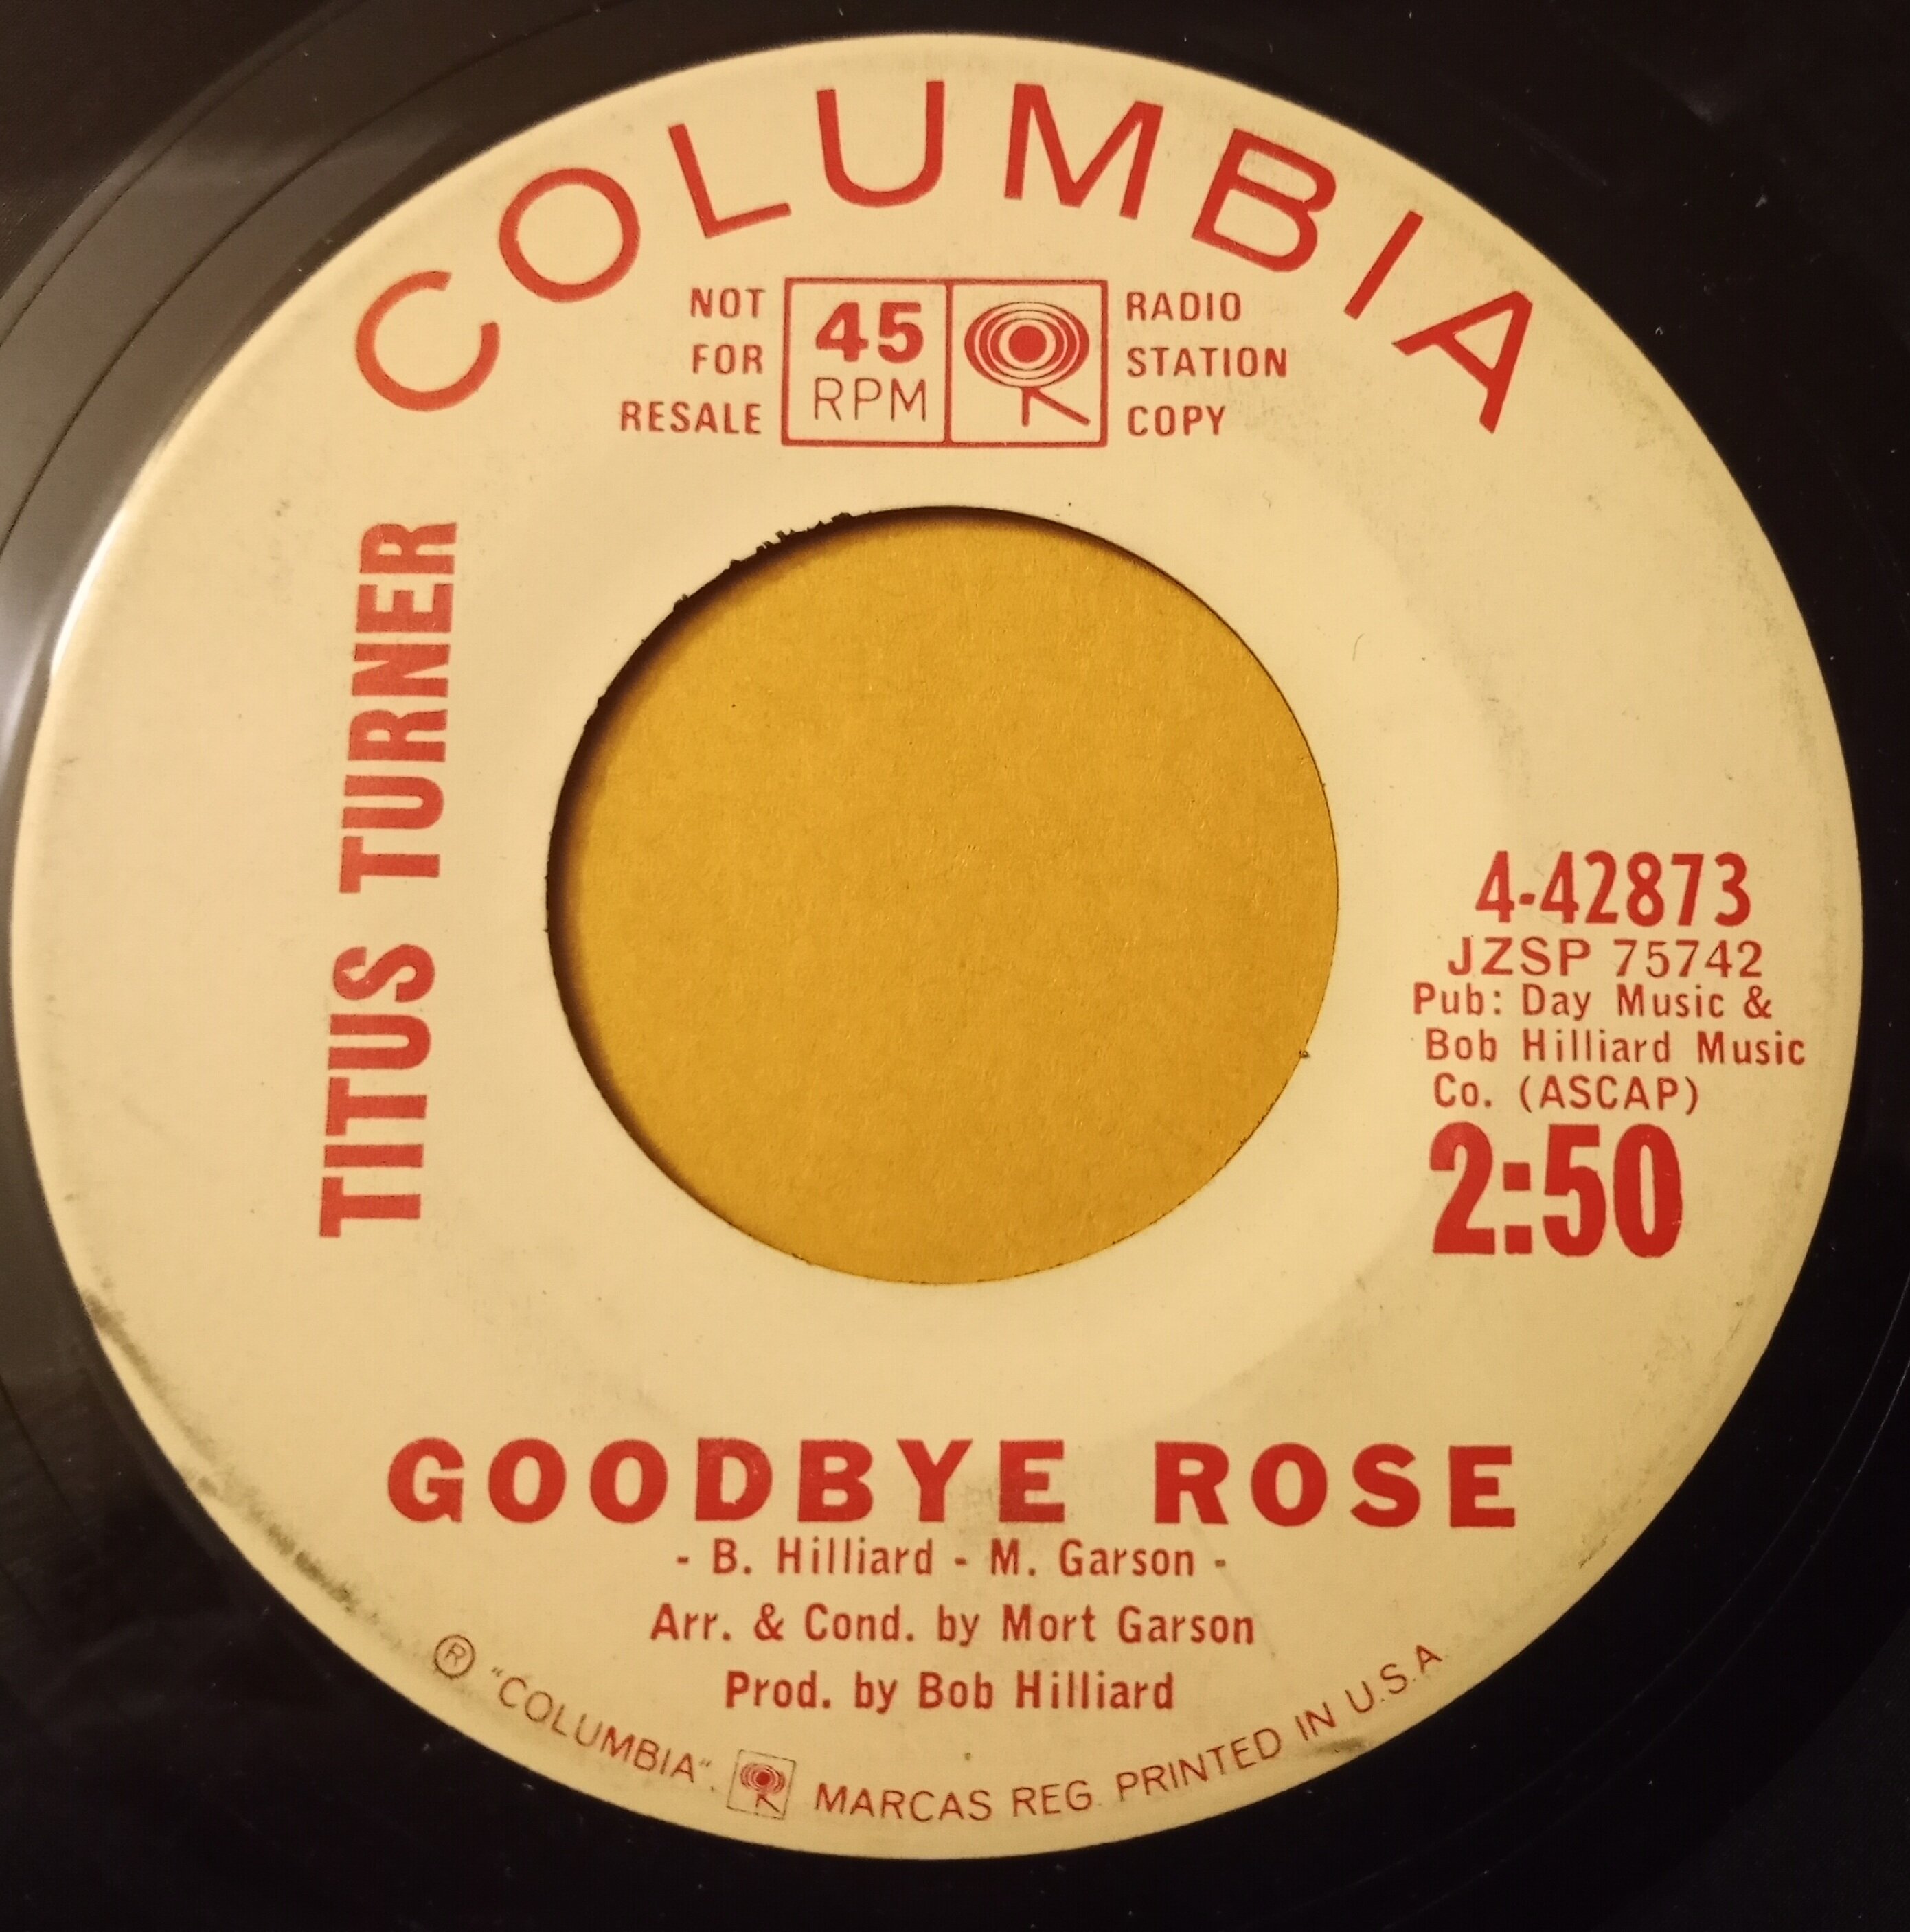 COLUMBIA
NOT
FOR
RESALE
45
RPM
RADIO
STATION
COPY
TITUS TURNER
4-42873
JZSP 75742
Pub: Day Music &
Bob Hilliard Music
Co. (ASCAP)
2:50
GOODBYE ROSE
- B. Hilliard - M. Garson -
Arr. & Cond. by Mort Garson
Prod. by Bob Hilliard
® "COLUMBIA". MARCAS REG. PRINTED IN U.S.A.